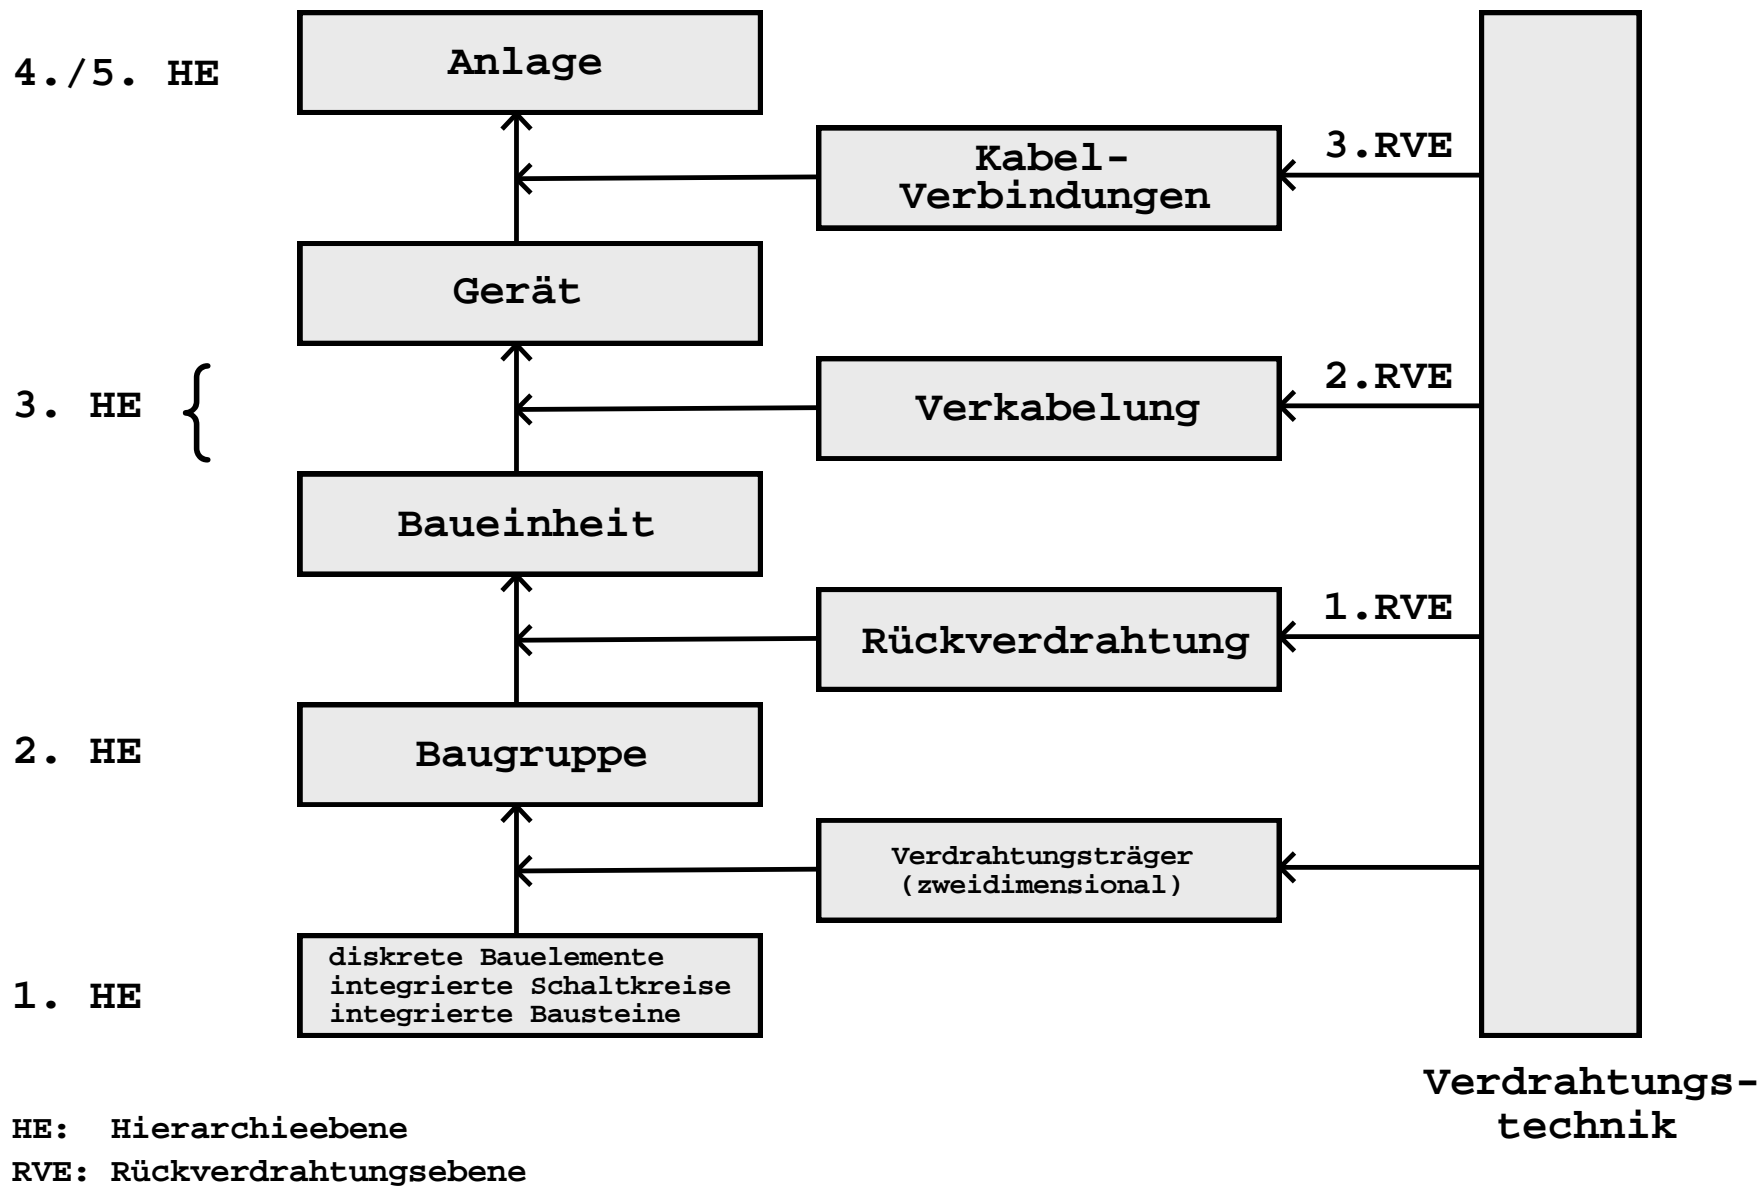 4./5. HE
Anlage
3.RVE
Kabel-
Verbindungen
Gerät
3. HE
2.RVE
Verkabelung
Baueinheit
1.RVE
Rückverdrahtung
2. HE
Baugruppe
Verdrahtungsträger
(zweidimensional)
1. HE
diskrete Bauelemente
integrierte Schaltkreise
integrierte Bausteine
Verdrahtungs-
technik
HE: Hierarchieebene
RVE: Rückverdrahtungsebene